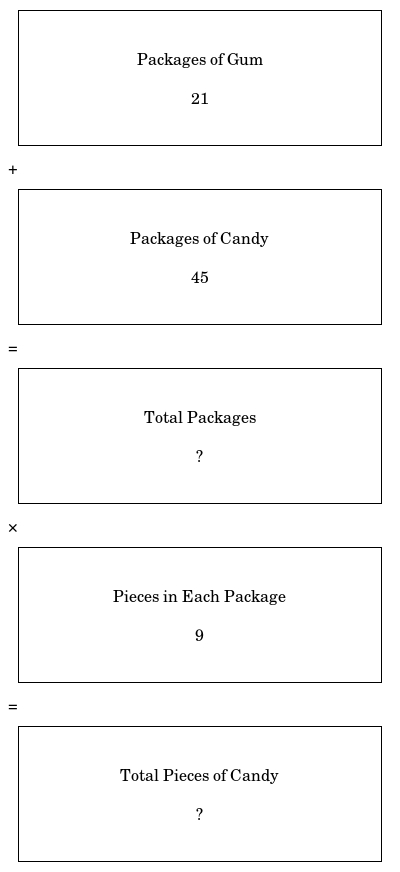 Packages of Gum
21
+
Packages of Candy
45
=
Total Packages
?
×
Pieces in Each Package
9
=
Total Pieces of Candy
?